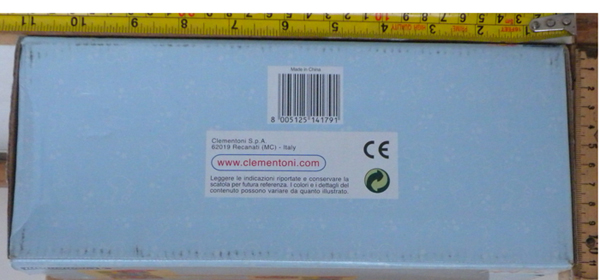 Made in China
8 005125 141791
Clementoni S.p.A.
62019 Recanati (MC) - Italy
www.clementoni.com
CE
Leggere le indicazioni riportate e conservare la
scatola per futura referenza. I colori e i dettagli del
contenuto possono variare da quanto illustrato.